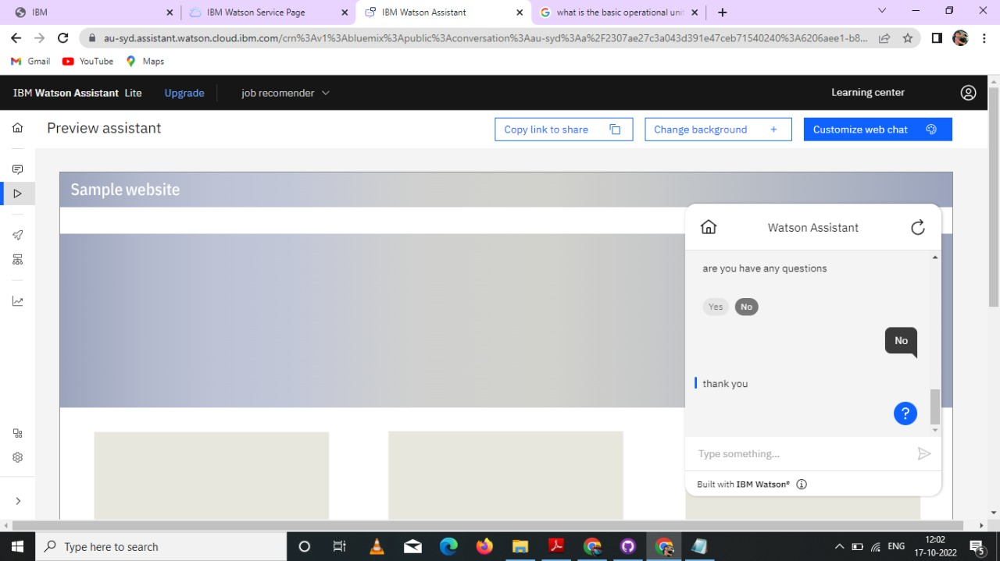 IBM
IBM Watson Service Page
IBM Watson Assistant
what is the basic operational unit
au-syd.assistant.watson.cloud.ibm.com/crn%3Av1%3Abluemx%3Apublic%3Aconversation%3Aau-syd%3Aa%2F2307ae27c3a043d391e47ceb71540240%3A6206aee1-b8...
Gmail
YouTube
Maps
IBM Watson Assistant Lite
Upgrade
job recomender
Learning center
Preview assistant
Copy link to share
Change background +
Customize web chat
Sample website
Watson Assistant
are you have any questions
Yes
No
No
thank you
?
Type something...
Built with IBM Watson®
Type here to search
ENG
12:02
17-10-2022
5